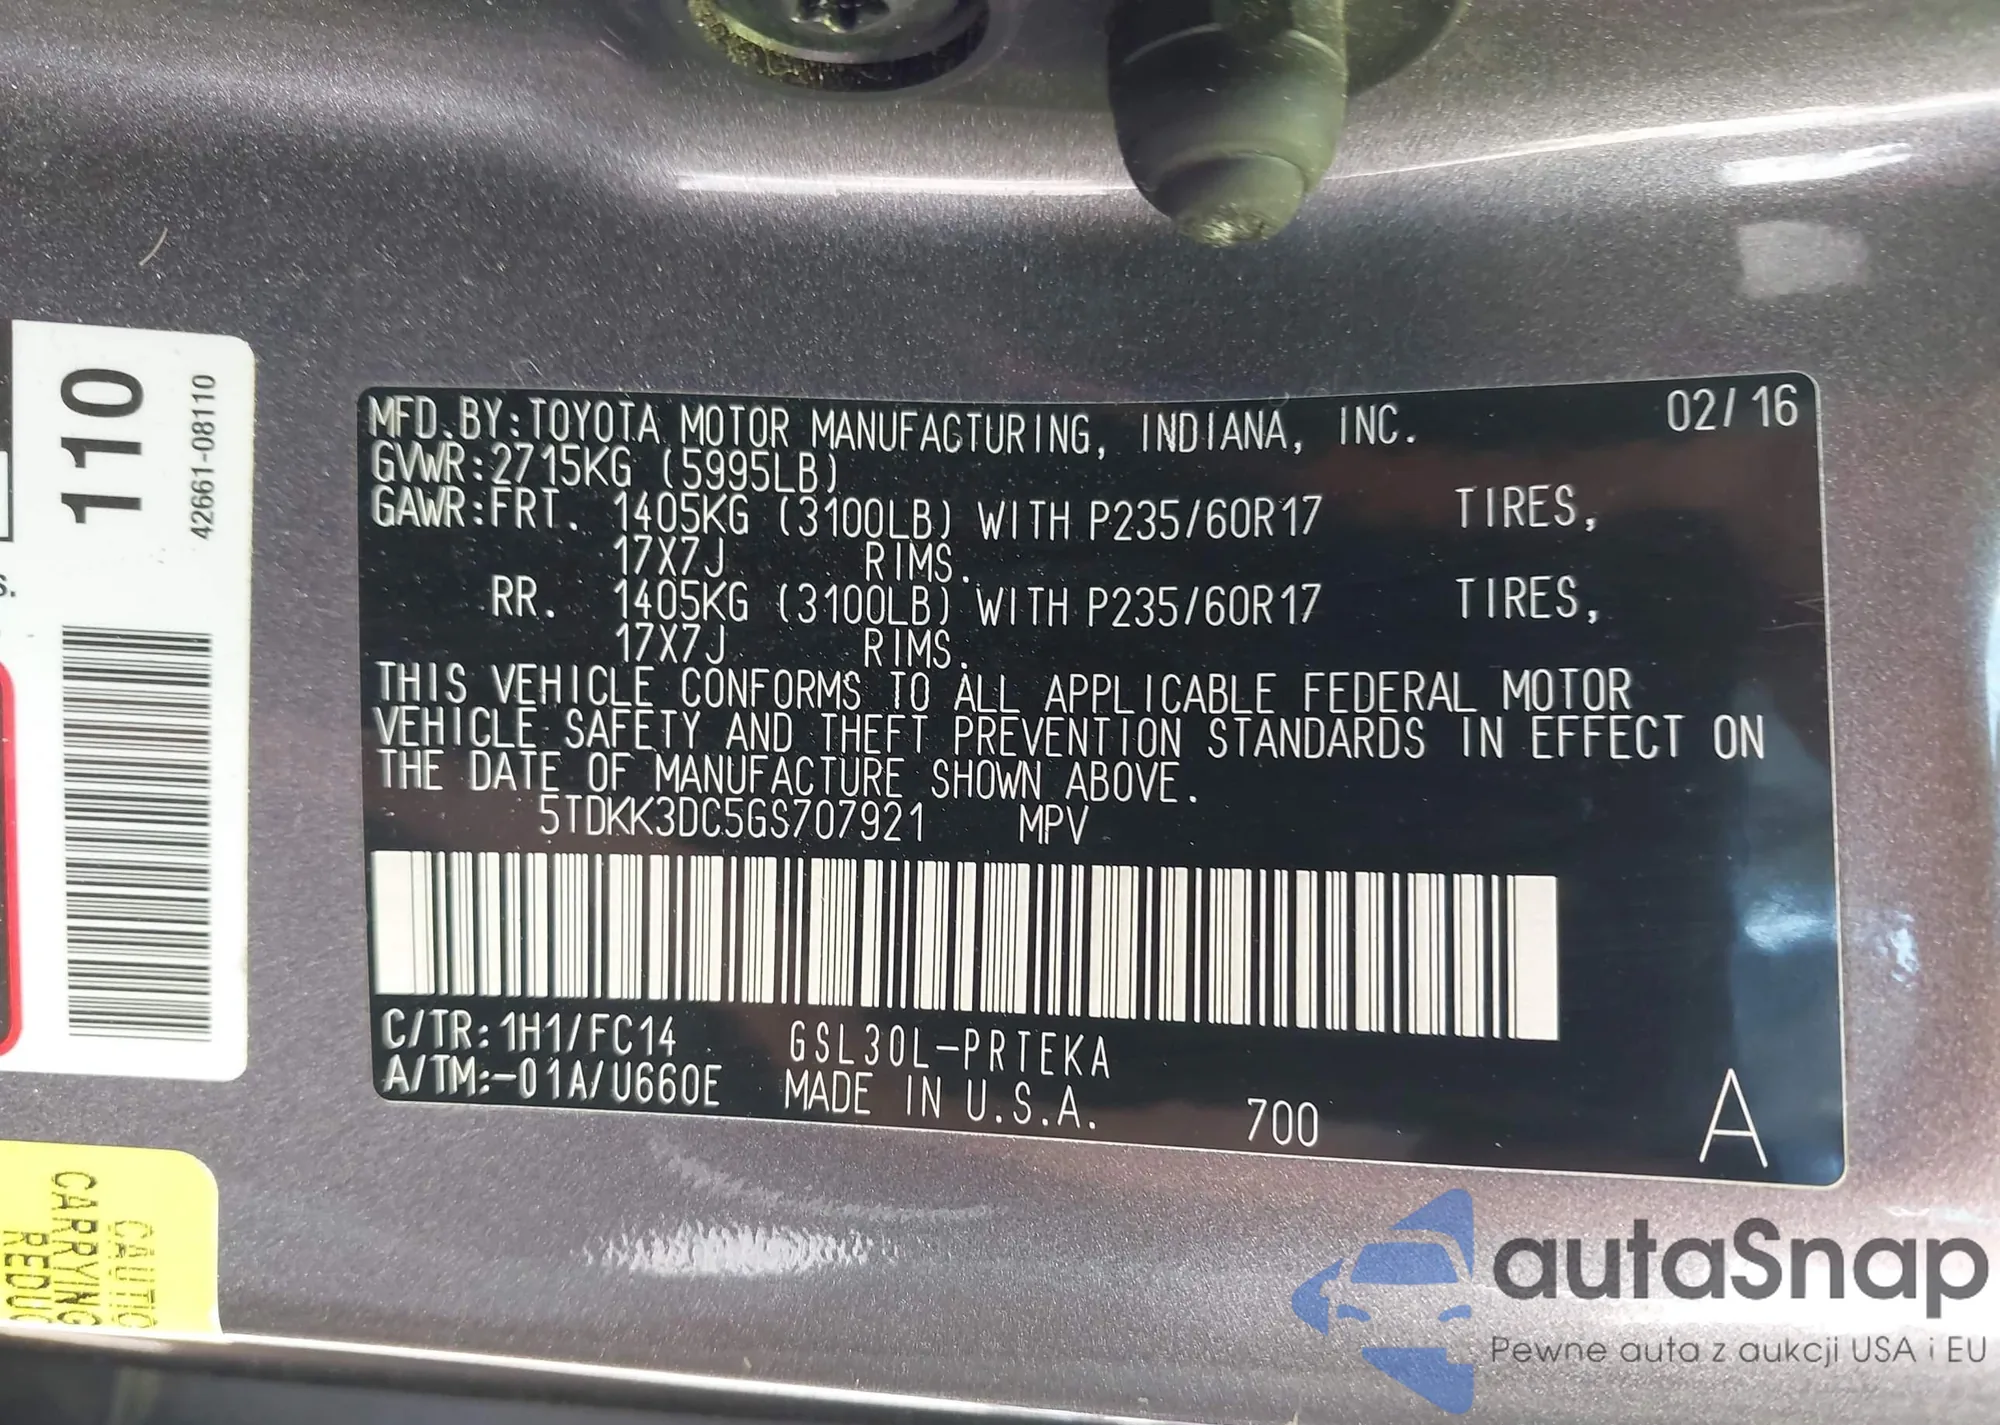 MFD.BY:TOYOTA MOTOR MANUFACTURING, INDIANA, INC. 02/16
GVWR:2715KG (5995LB)
GAWR:FRT. 1405KG (3100LB) WITH P235/60R17 TIRES,
17X7J RIMS.
RR. 1405KG (3100LB) WITH P235/60R17 TIRES,
17X7J RIMS.
THIS VEHICLE CONFORMS TO ALL APPLICABLE FEDERAL MOTOR
VEHICLE SAFETY AND THEFT PREVENTION STANDARDS IN EFFECT ON
THE DATE OF MANUFACTURE SHOWN ABOVE.
5TDKK3DC5GS707921 MPV
C/TR:1H1/FC14 GSL30L-PRTEKA
A/TM:-01A/U660E MADE IN U.S.A. 700 A
110
42661-08110
s.
CARRYING
autaSnap
Pewne auta z aukcji USA i EU